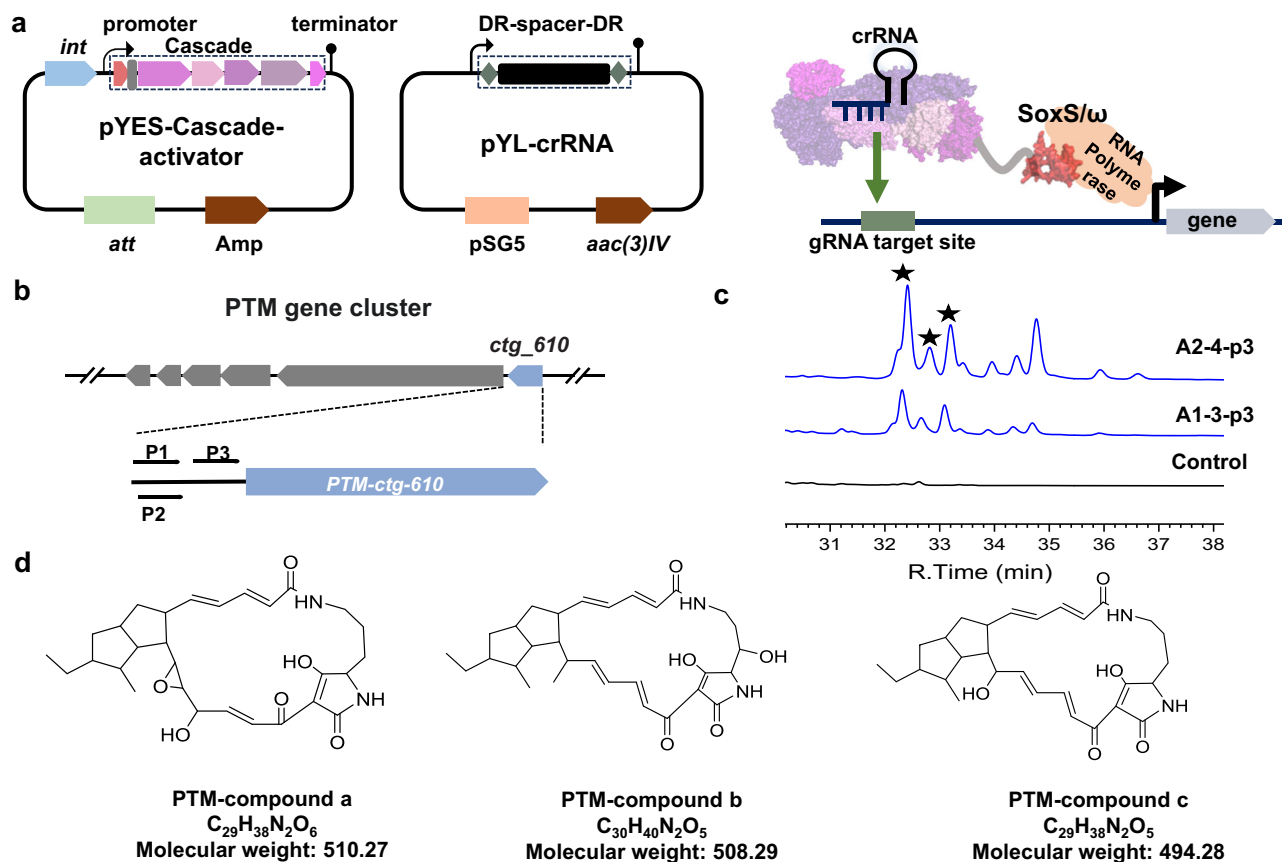 a
promoter
terminator
int
Cascade
pYES-Cascade-
activator
att
Amp
DR-spacer-DR
pYL-crRNA
pSG5
aac(3)IV
crRNA
SoxS/ω
RNA
Polyme
rase
gene
gRNA target site
b
PTM gene cluster
ctg_610
P1
P3
P2
PTM-ctg-610
c
A2-4-p3
A1-3-p3
Control
31 32 33 34 35 36 37 38
R.Time (min)
d
O
HN
HO
O
O
NH
HO
O
PTM-compound a
C₂₉H₃₈N₂O₆
Molecular weight: 510.27
O
HN
HO
OH
NH
O
O
PTM-compound b
C₃₀H₄₀N₂O₅
Molecular weight: 508.29
O
HN
HO
HO
NH
O
O
PTM-compound c
C₂₉H₃₈N₂O₅
Molecular weight: 494.28